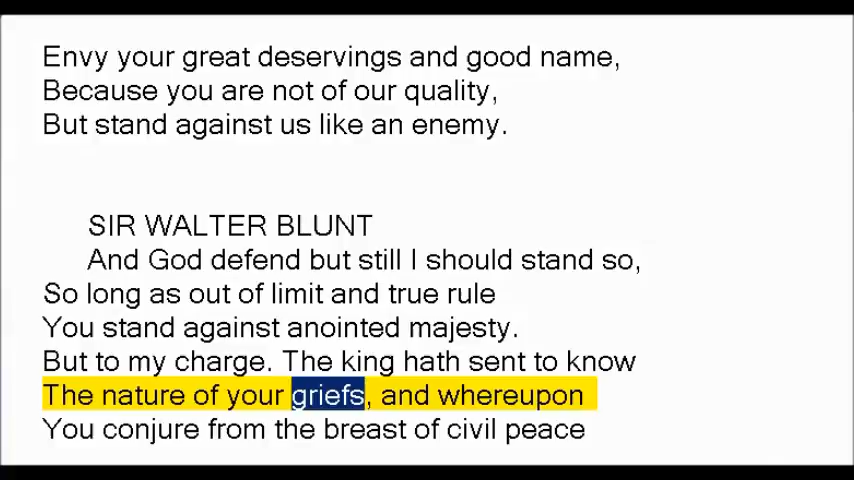 Envy your great deservings and good name,
Because you are not of our quality,
But stand against us like an enemy.
SIR WALTER BLUNT
And God defend but still I should stand so,
So long as out of limit and true rule
You stand against anointed majesty.
But to my charge. The king hath sent to know
The nature of your griefs, and whereupon
You conjure from the breast of civil peace